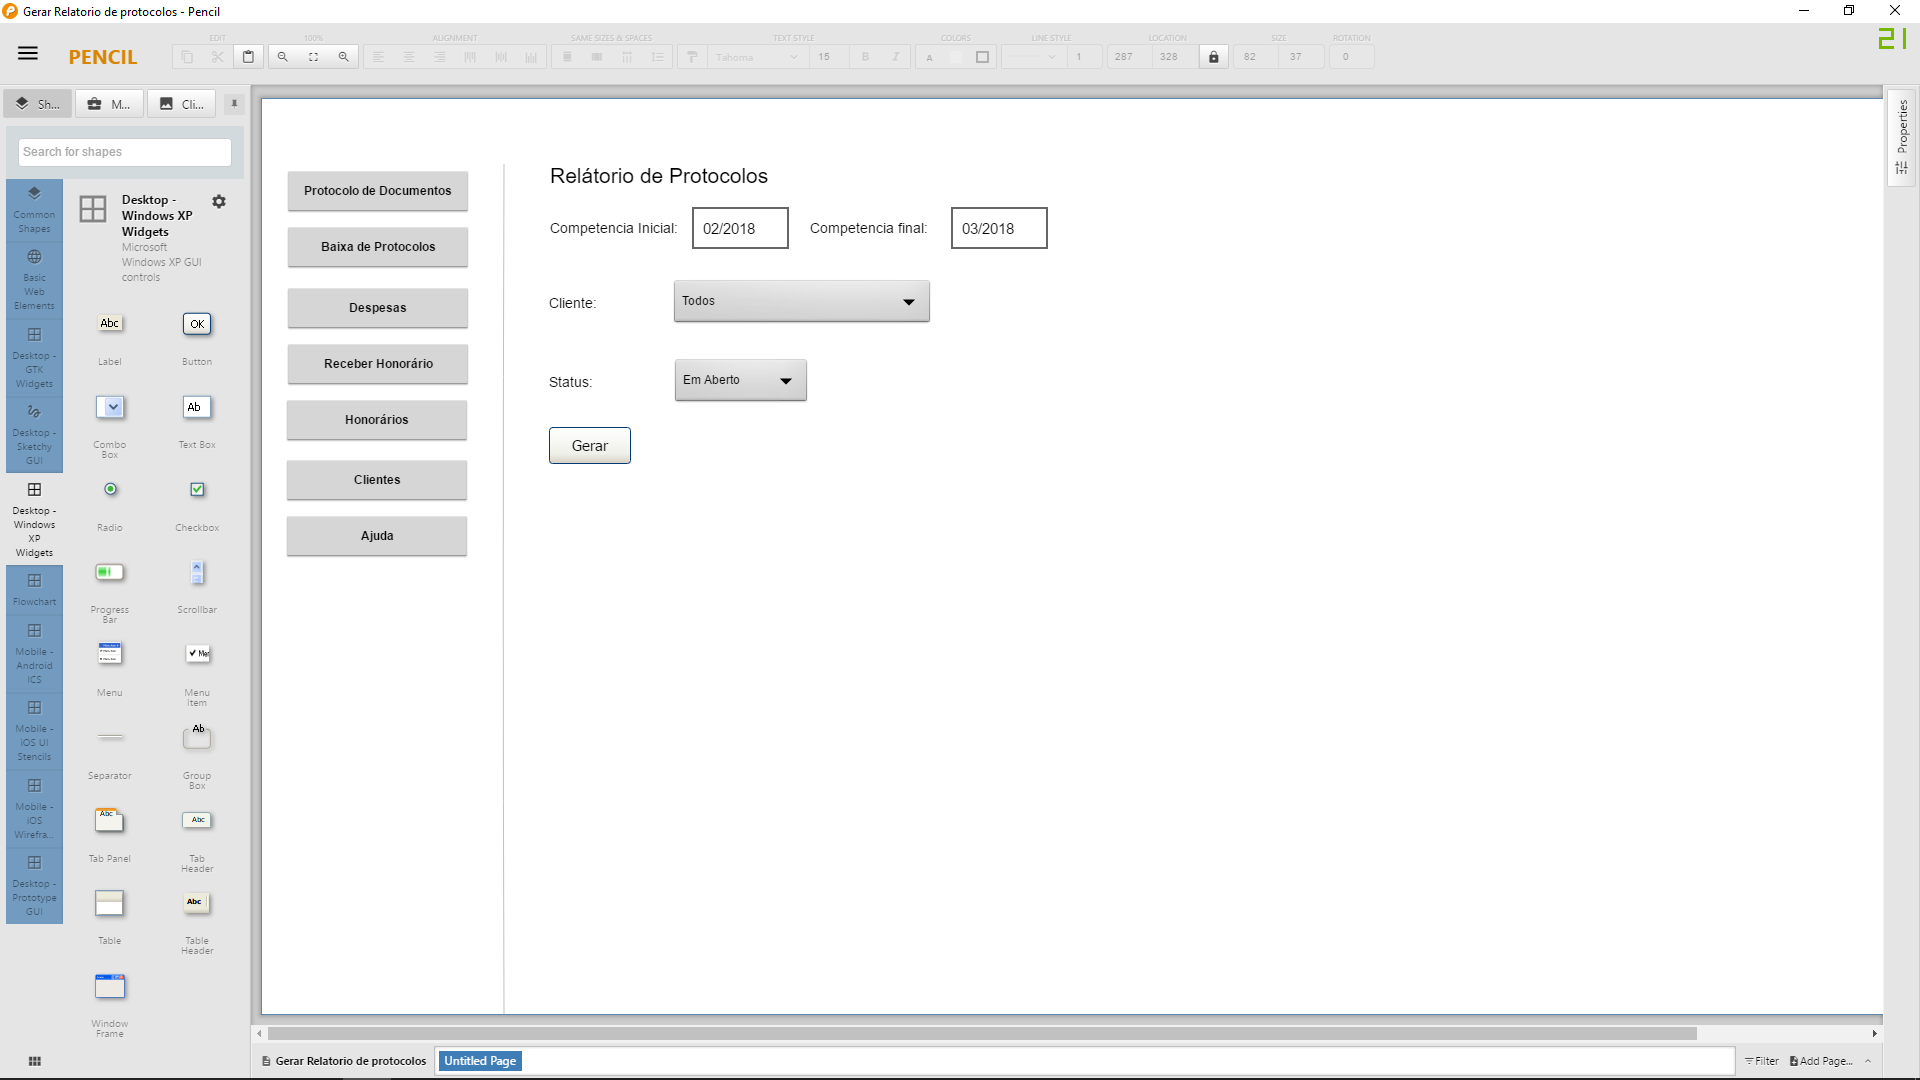 Gerar Relatorio de protocolos - Pencil
21
PENCIL
EDIT
100%
ALIGNMENT
SAME SIZES & SPACES
TEXT STYLE
COLORS
LINE STYLE
LOCATION
SIZE
ROTATION
Tahoma
15
B
I
A
1
287
328
82
37
0
Sh...
M...
Cli...
Properties
Search for shapes
Common
Shapes
Basic
Web
Elements
Desktop -
GTK
Widgets
Desktop -
Sketchy
GUI
Desktop -
Windows
XP
Widgets
Flowchart
Mobile -
Android
ICS
Mobile -
iOS UI
Stencils
Mobile -
iOS
Wirefra...
Desktop -
Prototype
GUI
Desktop -
Windows XP
Widgets
Microsoft
Windows XP GUI
controls
Abc
OK
Label
Button
Ab
Combo
Box
Text Box
Radio
Checkbox
Progress
Bar
Scrollbar
Menu
Menu
Item
Ab
Separator
Group
Box
Abc
Abc
Tab Panel
Tab
Header
Abc
Table
Table
Header
Window
Frame
Protocolo de Documentos
Baixa de Protocolos
Despesas
Receber Honorário
Honorários
Clientes
Ajuda
Relátorio de Protocolos
Competencia Inicial:
02/2018
Competencia final:
03/2018
Cliente:
Todos
Status:
Em Aberto
Gerar
Gerar Relatorio de protocolos
Untitled Page
Filter
Add Page...